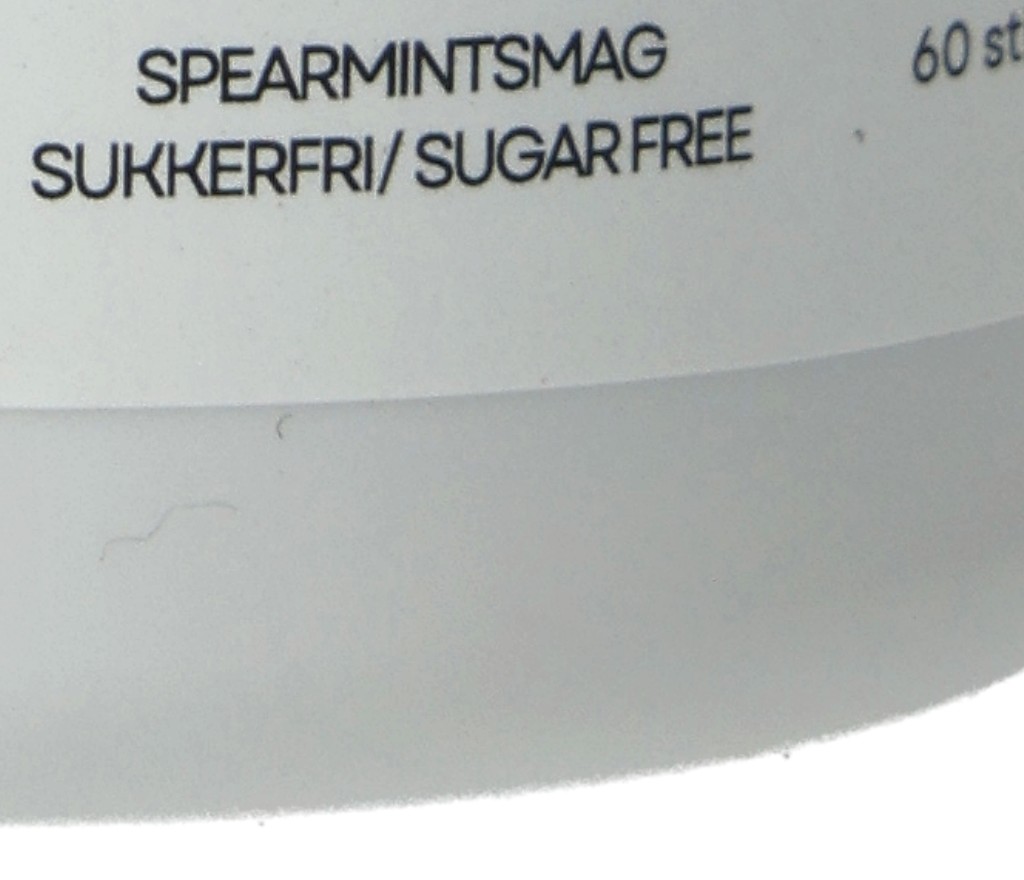 SPEARMINTSMAG
SUKKERFRI/ SUGAR FREE
60 st